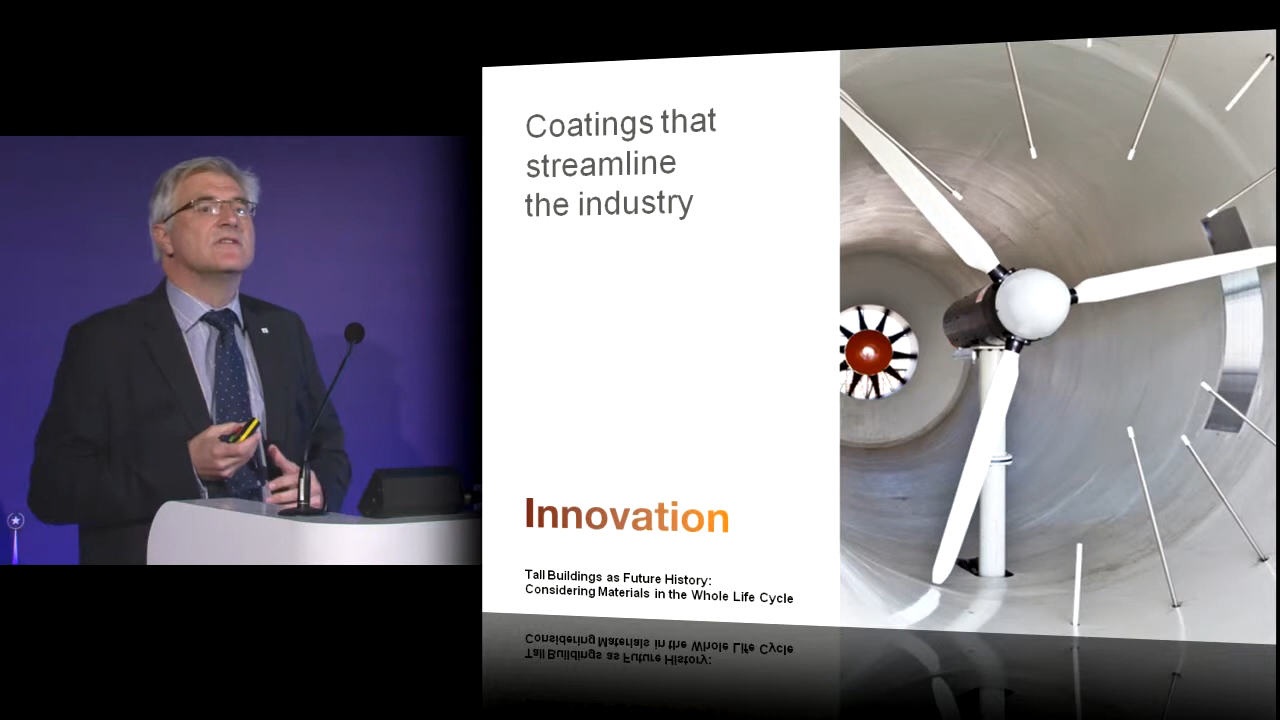 Coatings that
streamline
the industry
Innovation
Tall Buildings as Future History:
Considering Materials in the Whole Life Cycle